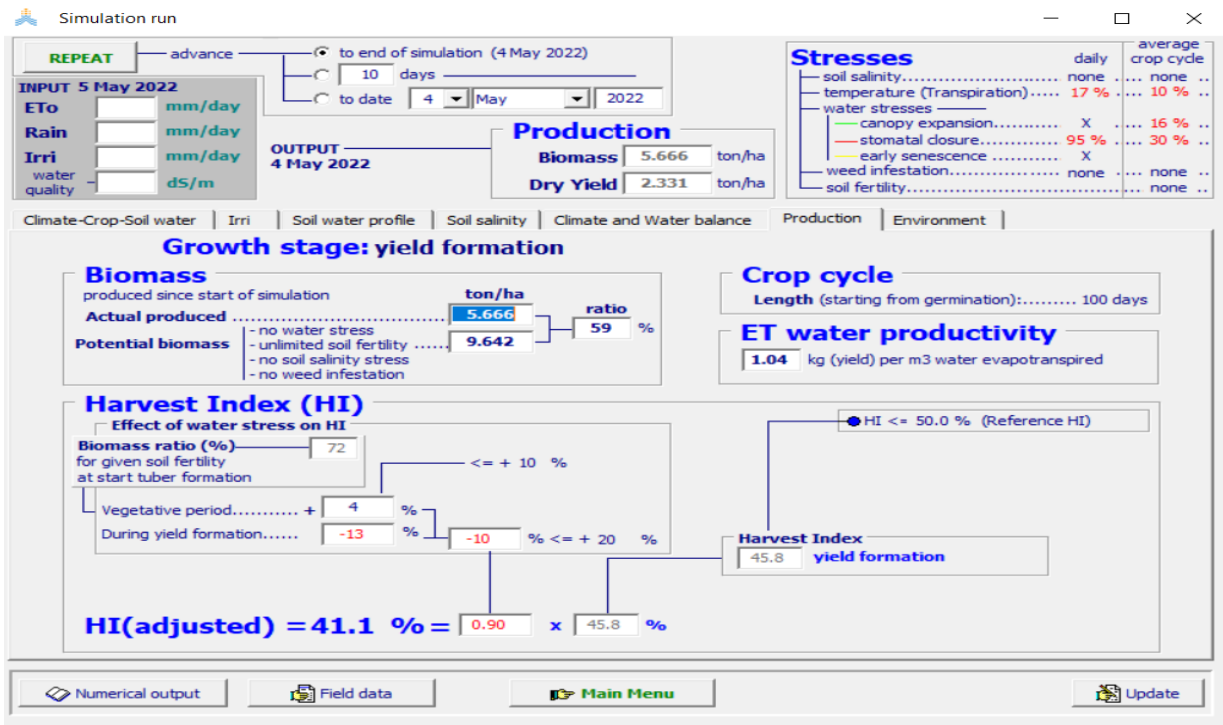 Simulation run
REPEAT
advance
to end of simulation (4 May 2022)
10 days
to date 4 May 2022
INPUT 5 May 2022
ETo mm/day
Rain mm/day
Irri mm/day
water quality - dS/m
OUTPUT
4 May 2022
Production
Biomass 5.666 ton/ha
Dry Yield 2.331 ton/ha
Stresses
daily average crop cycle
soil salinity............................ none .... none ..
temperature (Transpiration)..... 17 % .... 10 % ..
water stresses
canopy expansion............ X .... 16 % ..
stomatal closure............ 95 % .... 30 % ..
early senescence ............ X
weed infestation.................... none .... none ..
soil fertility....................................... none ..
Climate-Crop-Soil water | Irri | Soil water profile | Soil salinity | Climate and Water balance | Production | Environment
Growth stage: yield formation
Biomass
produced since start of simulation ton/ha
Actual produced .................................... 5.666
ratio
59 %
Potential biomass
- no water stress
- unlimited soil fertility ...... 9.642
- no soil salinity stress
- no weed infestation
Crop cycle
Length (starting from germination):......... 100 days
ET water productivity
1.04 kg (yield) per m3 water evapotranspired
Harvest Index (HI)
Effect of water stress on HI
Biomass ratio (%) 72
for given soil fertility
at start tuber formation
<= + 10 %
Vegetative period........... + 4 %
During yield formation...... -13 %
-10 % <= + 20 %
HI <= 50.0 % (Reference HI)
Harvest Index
45.8 yield formation
HI(adjusted) = 41.1 % = 0.90 x 45.8 %
Numerical output
Field data
Main Menu
Update